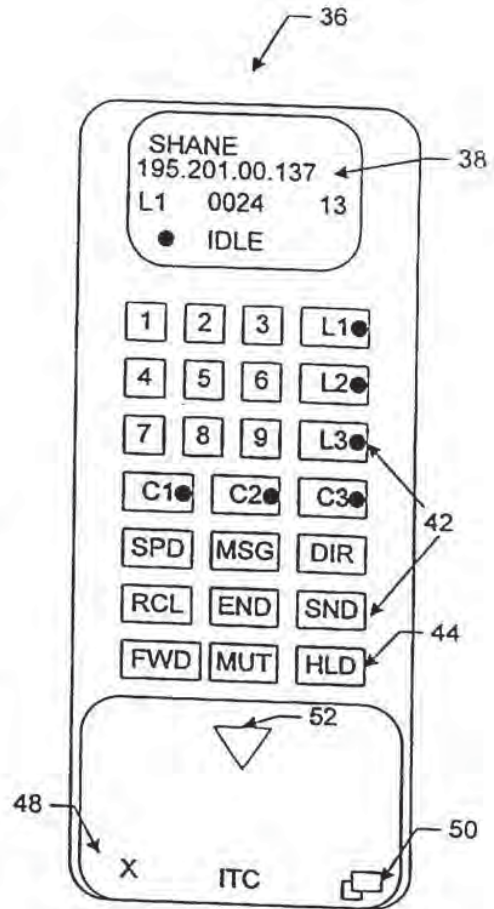 36
SHANE
195.201.00.137
38
L1 0024 13
IDLE
1 2 3 L1
4 5 6 L2
7 8 9 L3
C1 C2 C3
42
SPD MSG DIR
RCL END SND
44
FWD MUT HLD
52
48
50
X ITC